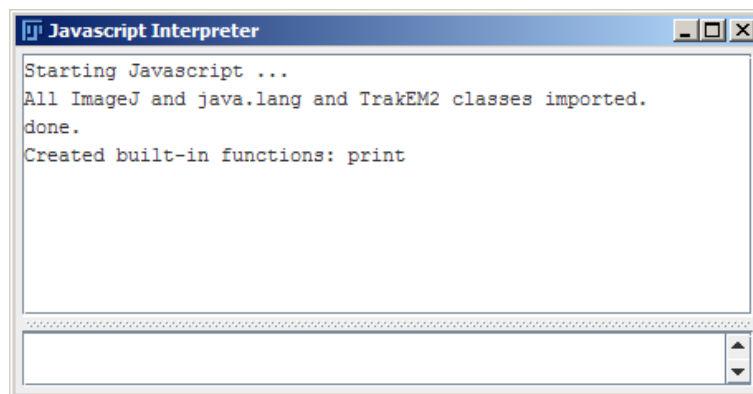 Javascript Interpreter
Starting Javascript ...
All ImageJ and java.lang and TrakEM2 classes imported.
done.
Created built-in functions: print